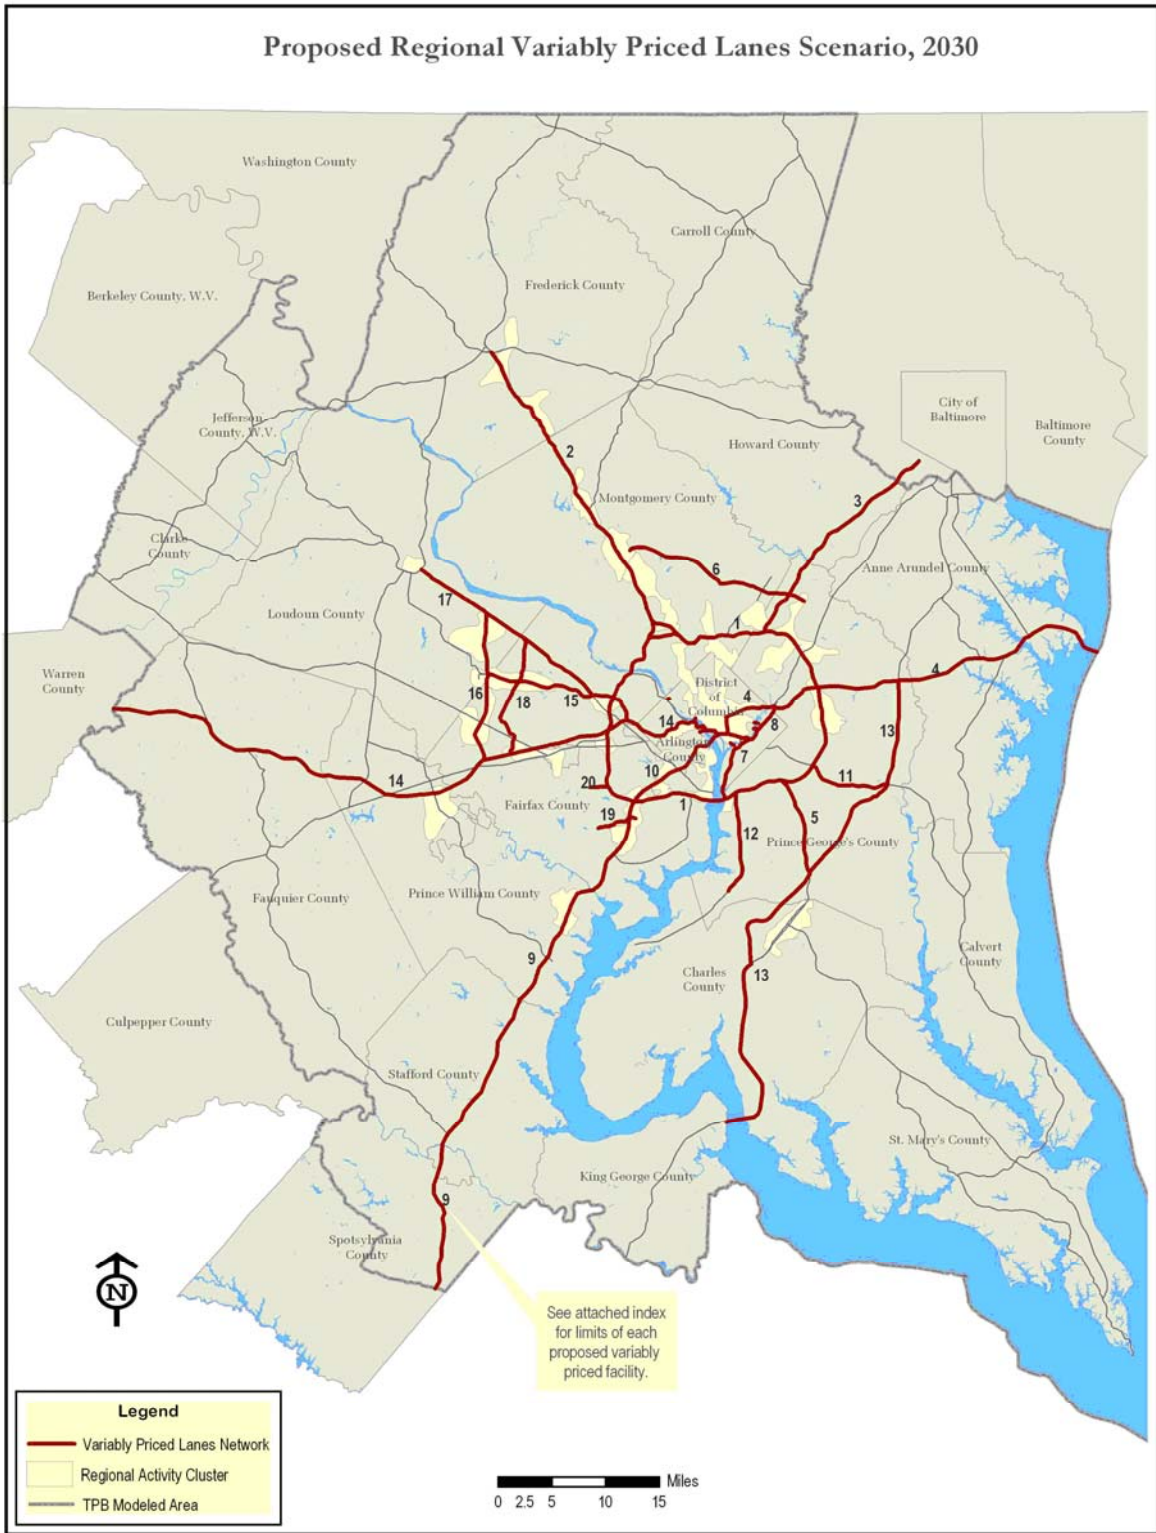 Proposed Regional Variably Priced Lanes Scenario, 2030
Washington County
Carroll County
Frederick County
Berkeley County, W.V.
City of
Baltimore
Jefferson
County, W.V.
Baltimore
County
Howard County
2
Montgomery County
3
Clarke
County
Anne Arundel County
6
17
Loudoun County
1
Warren
County
4
District
of
Columbia
16
18
15
4
14
8
13
Arlington
County
7
10
11
14
20
Fairfax County
1
19
5
12
Prince George's County
Prince William County
Fauquier County
9
Calvert
County
Charles
County
13
Culpepper County
Stafford County
St. Mary's County
King George County
9
Spotsylvania
County
N
See attached index
for limits of each
proposed variably
priced facility.
Legend
Variably Priced Lanes Network
Regional Activity Cluster
TPB Modeled Area
Miles
0 2.5 5 10 15